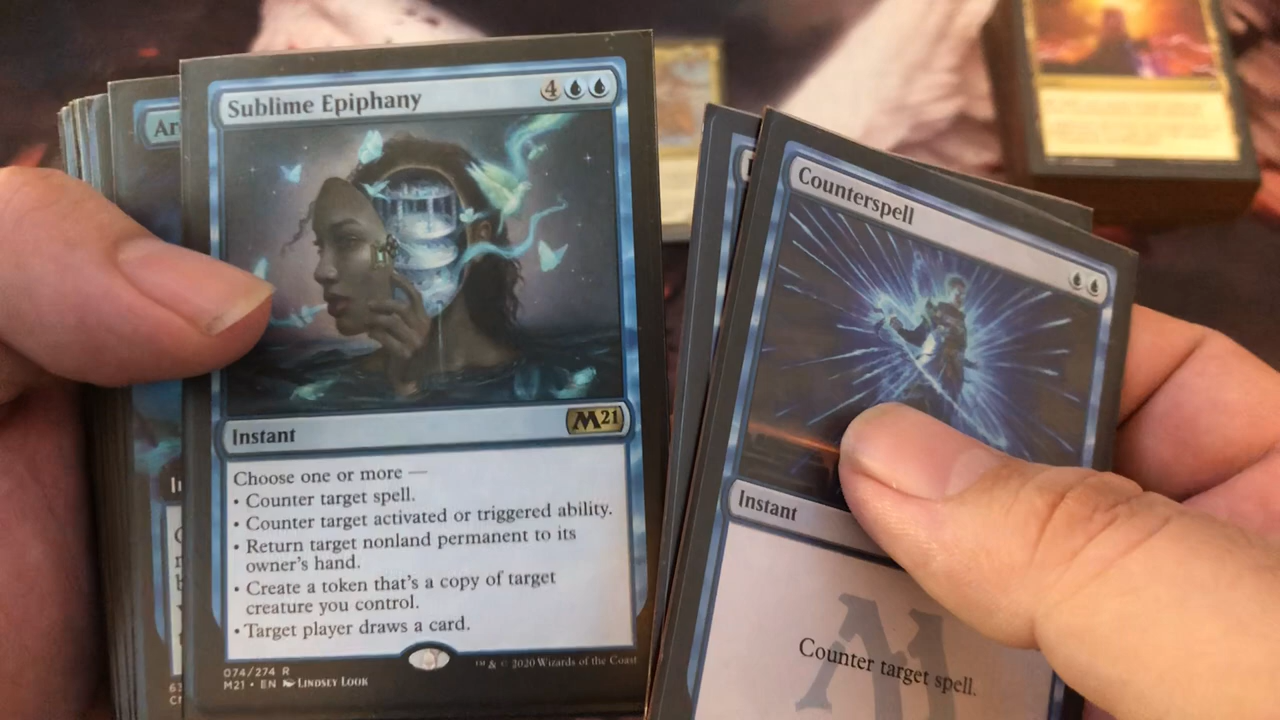 Sublime Epiphany
4
M21
Instant
Choose one or more —
• Counter target spell.
• Counter target activated or triggered ability.
• Return target nonland permanent to its
owner's hand.
• Create a token that's a copy of target
creature you control.
• Target player draws a card.
074/274 R
M21 • EN LINDSEY LOOK
™ & © 2020 Wizards of the Coast
Ar
Counterspell
Instant
Counter target spell.